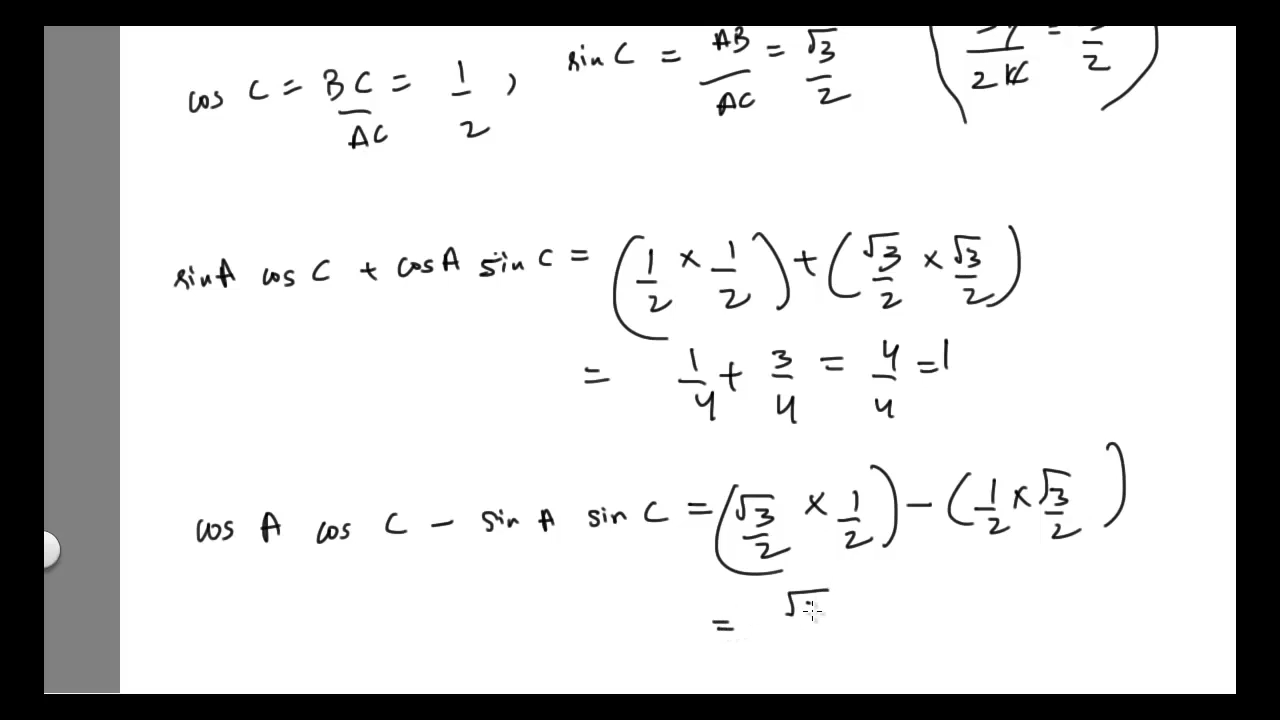 cos C = BC/AC = 1/2 , sin C = AB/AC = √3/2 ( /2K = /2 )
sin A cos C + cos A sin C = (1/2 × 1/2) + (√3/2 × √3/2)
= 1/4 + 3/4 = 4/4 = 1
cos A cos C − sin A sin C = (√3/2 × 1/2) − (1/2 × √3/2)
= √